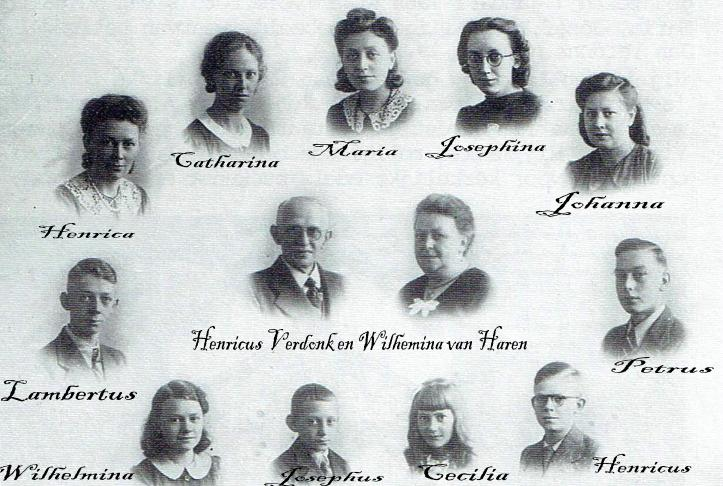 Maria
Josephina
Catharina
Johanna
Henrica
Henricus Verdonk en Wilhemina van Haren
Petrus
Lambertus
Wilhelmina
Josephus
Cecilia
Henricus